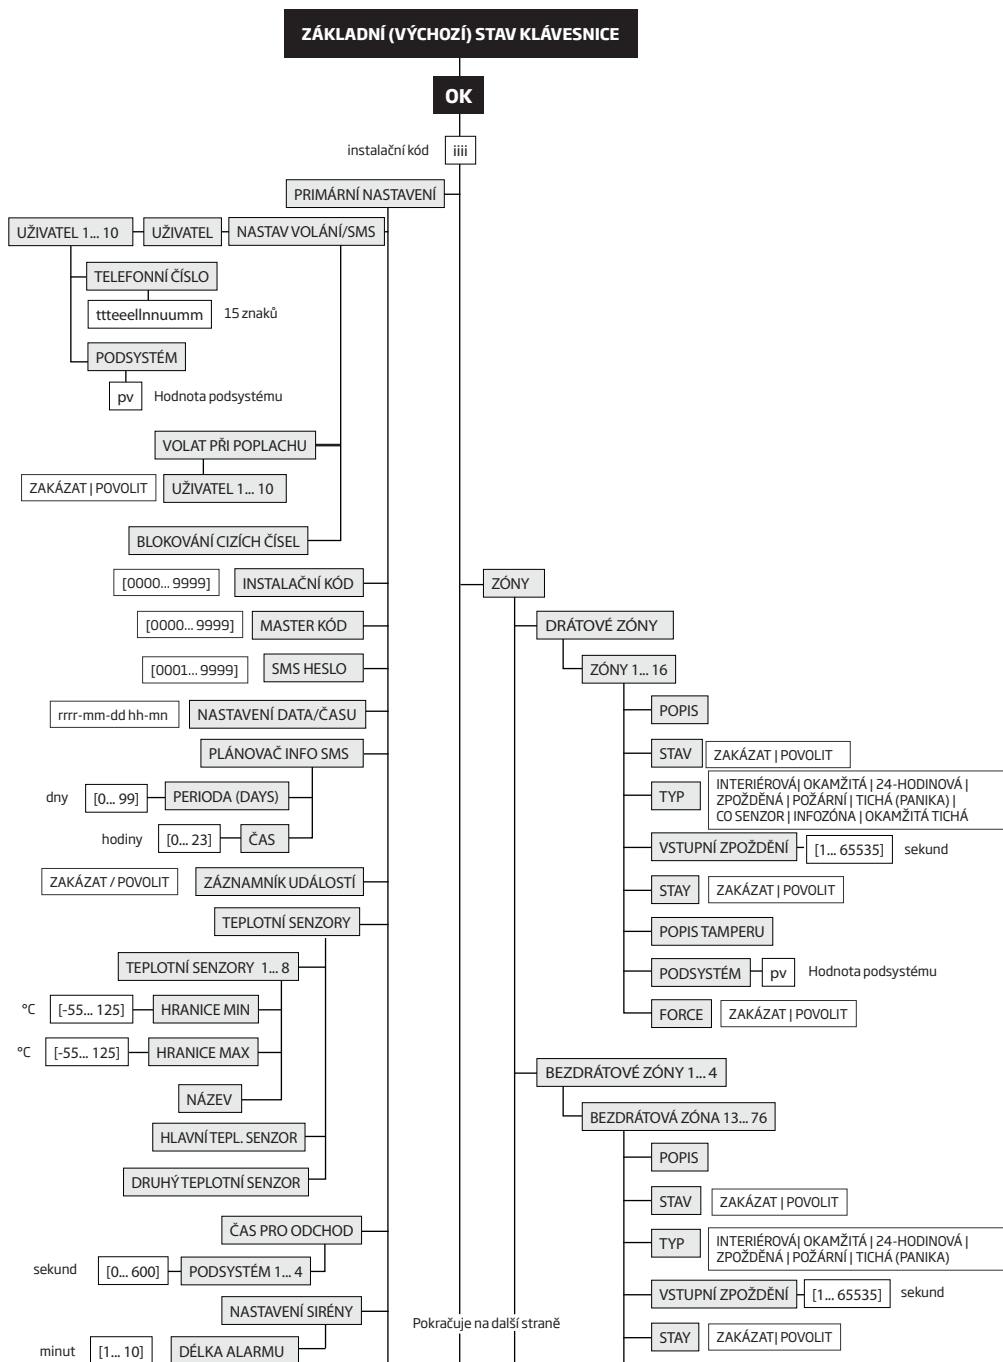 ZÁKLADNÍ (VÝCHOZÍ) STAV KLÁVESNICE
OK
instalační kód
iiii
PRIMÁRNÍ NASTAVENÍ
UŽIVATEL 1... 10
UŽIVATEL
NASTAV VOLÁNÍ/SMS
TELEFONNÍ ČÍSLO
ttteeellnnuumm
15 znaků
PODSYSTÉM
pv
Hodnota podsystému
VOLAT PŘI POPLACHU
ZAKÁZAT | POVOLIT
UŽIVATEL 1... 10
BLOKOVÁNÍ CIZÍCH ČÍSEL
[0000... 9999]
INSTALAČNÍ KÓD
[0000... 9999]
MASTER KÓD
[0001... 9999]
SMS HESLO
rrrr-mm-dd hh-mn
NASTAVENÍ DATA/ČASU
PLÁNOVAČ INFO SMS
dny
[0... 99]
PERIODA (DAYS)
hodiny
[0... 23]
ČAS
ZAKÁZAT / POVOLIT
ZÁZNAMNÍK UDÁLOSTÍ
TEPLOTNÍ SENZORY
TEPLOTNÍ SENZORY 1... 8
°C
[-55... 125]
HRANICE MIN
°C
[-55... 125]
HRANICE MAX
NÁZEV
HLAVNÍ TEPL. SENZOR
DRUHÝ TEPLOTNÍ SENZOR
ČAS PRO ODCHOD
sekund
[0... 600]
PODSYSTÉM 1... 4
NASTAVENÍ SIRÉNY
minut
[1... 10]
DÉLKA ALARMU
ZÓNY
DRÁTOVÉ ZÓNY
ZÓNY 1... 16
POPIS
STAV
ZAKÁZAT | POVOLIT
TYP
INTERIÉROVÁ| OKAMŽITÁ | 24-HODINOVÁ |
ZPOŽDĚNÁ | POŽÁRNÍ | TICHÁ (PANIKA) |
CO SENZOR | INFOZÓNA | OKAMŽITÁ TICHÁ
VSTUPNÍ ZPOŽDĚNÍ
[1... 65535]
sekund
STAY
ZAKÁZAT | POVOLIT
POPIS TAMPERU
PODSYSTÉM
pv
Hodnota podsystému
FORCE
ZAKÁZAT | POVOLIT
BEZDRÁTOVÉ ZÓNY 1... 4
BEZDRÁTOVÁ ZÓNA 13... 76
POPIS
STAV
ZAKÁZAT | POVOLIT
TYP
INTERIÉROVÁ| OKAMŽITÁ | 24-HODINOVÁ |
ZPOŽDĚNÁ | POŽÁRNÍ | TICHÁ (PANIKA)
VSTUPNÍ ZPOŽDĚNÍ
[1... 65535]
sekund
STAY
ZAKÁZAT| POVOLIT
Pokračuje na další straně